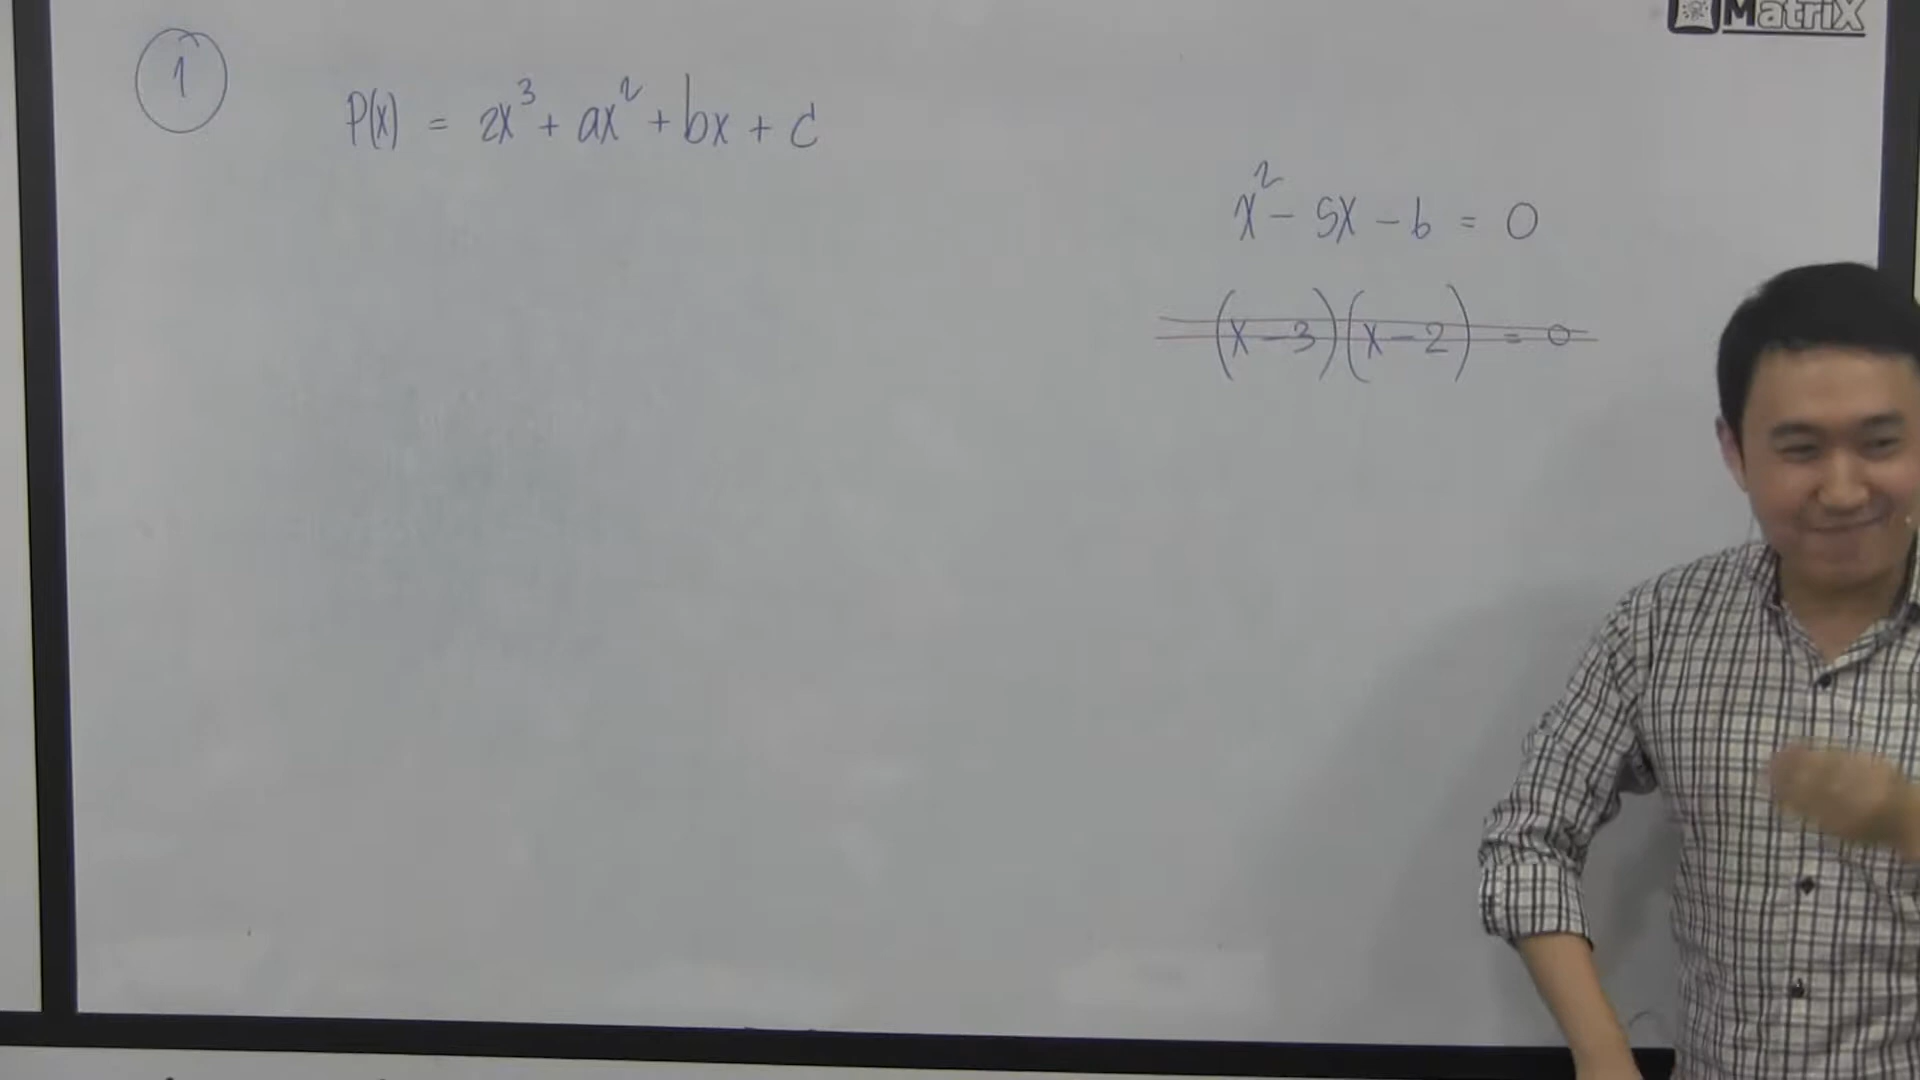 MatriX
1
P(x) = 2x³ + ax² + bx + c
x² - 5x - 6 = 0
(x - 3)(x - 2) = 0